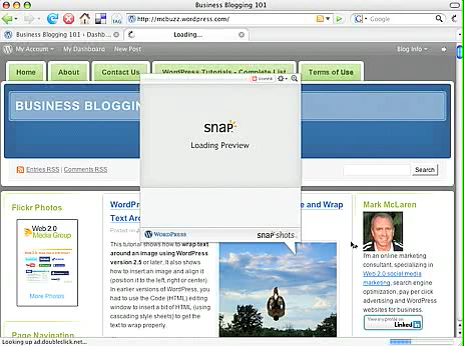 Business Blogging 101
http://mcbuzz.wordpress.com/
Google
Business Blogging 101 › Dashb...
Loading...
My Account
My Dashboard
New Post
Blog Info
Home
About
Contact Us
WordPress Tutorials - Complete List
Terms of Use
BUSINESS BLOGGIN
snap
Loading Preview
Entries RSS | Comments RSS
Search
Flickr Photos
Web 2.0
Media Group
More Photos
Page Navigation
WordPr
e and Wrap
Text Ar
Posted on
WORDPRESS
snap shots
This tutorial shows how to wrap text
around an image using WordPress
version 2.5 or later. It also shows
how to insert an image and align it
(position it to the left, right or center)
In earlier versions of WordPress, you
had to use the Code (HTML) editing
window to insert a bit of HTML (using
cascading style sheets) to get the
text to wrap properly.
Mark McLaren
I'm an online marketing
consultant, specializing in
Web 2.0 social media
marketing, search engine
optimization, pay per click
advertising and WordPress
websites for business.
Linked in
Looking up ad.doubleclick.net...